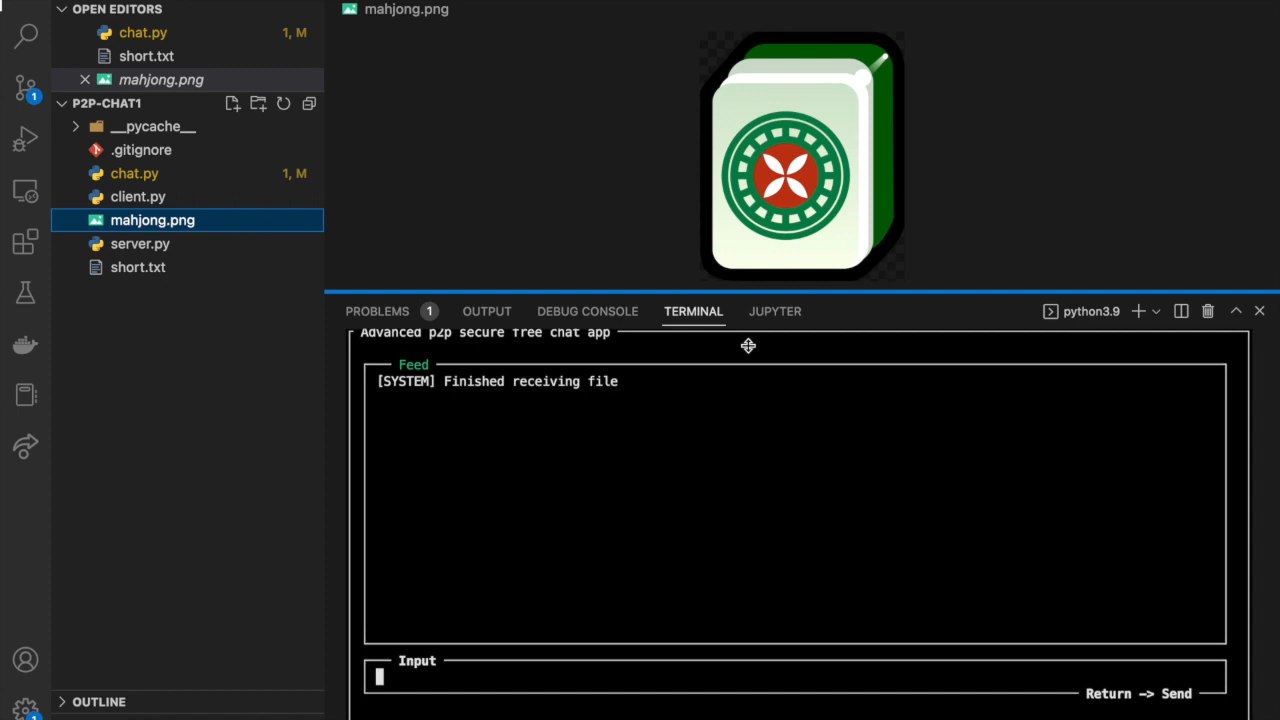 OPEN EDITORS
chat.py 1, M
short.txt
mahjong.png
P2P-CHAT1
__pycache__
.gitignore
chat.py 1, M
client.py
mahjong.png
server.py
short.txt
OUTLINE
1
1
mahjong.png
PROBLEMS 1 OUTPUT DEBUG CONSOLE TERMINAL JUPYTER python3.9
Advanced p2p secure free chat app
Feed
[SYSTEM] Finished receiving file
Input
Return -> Send